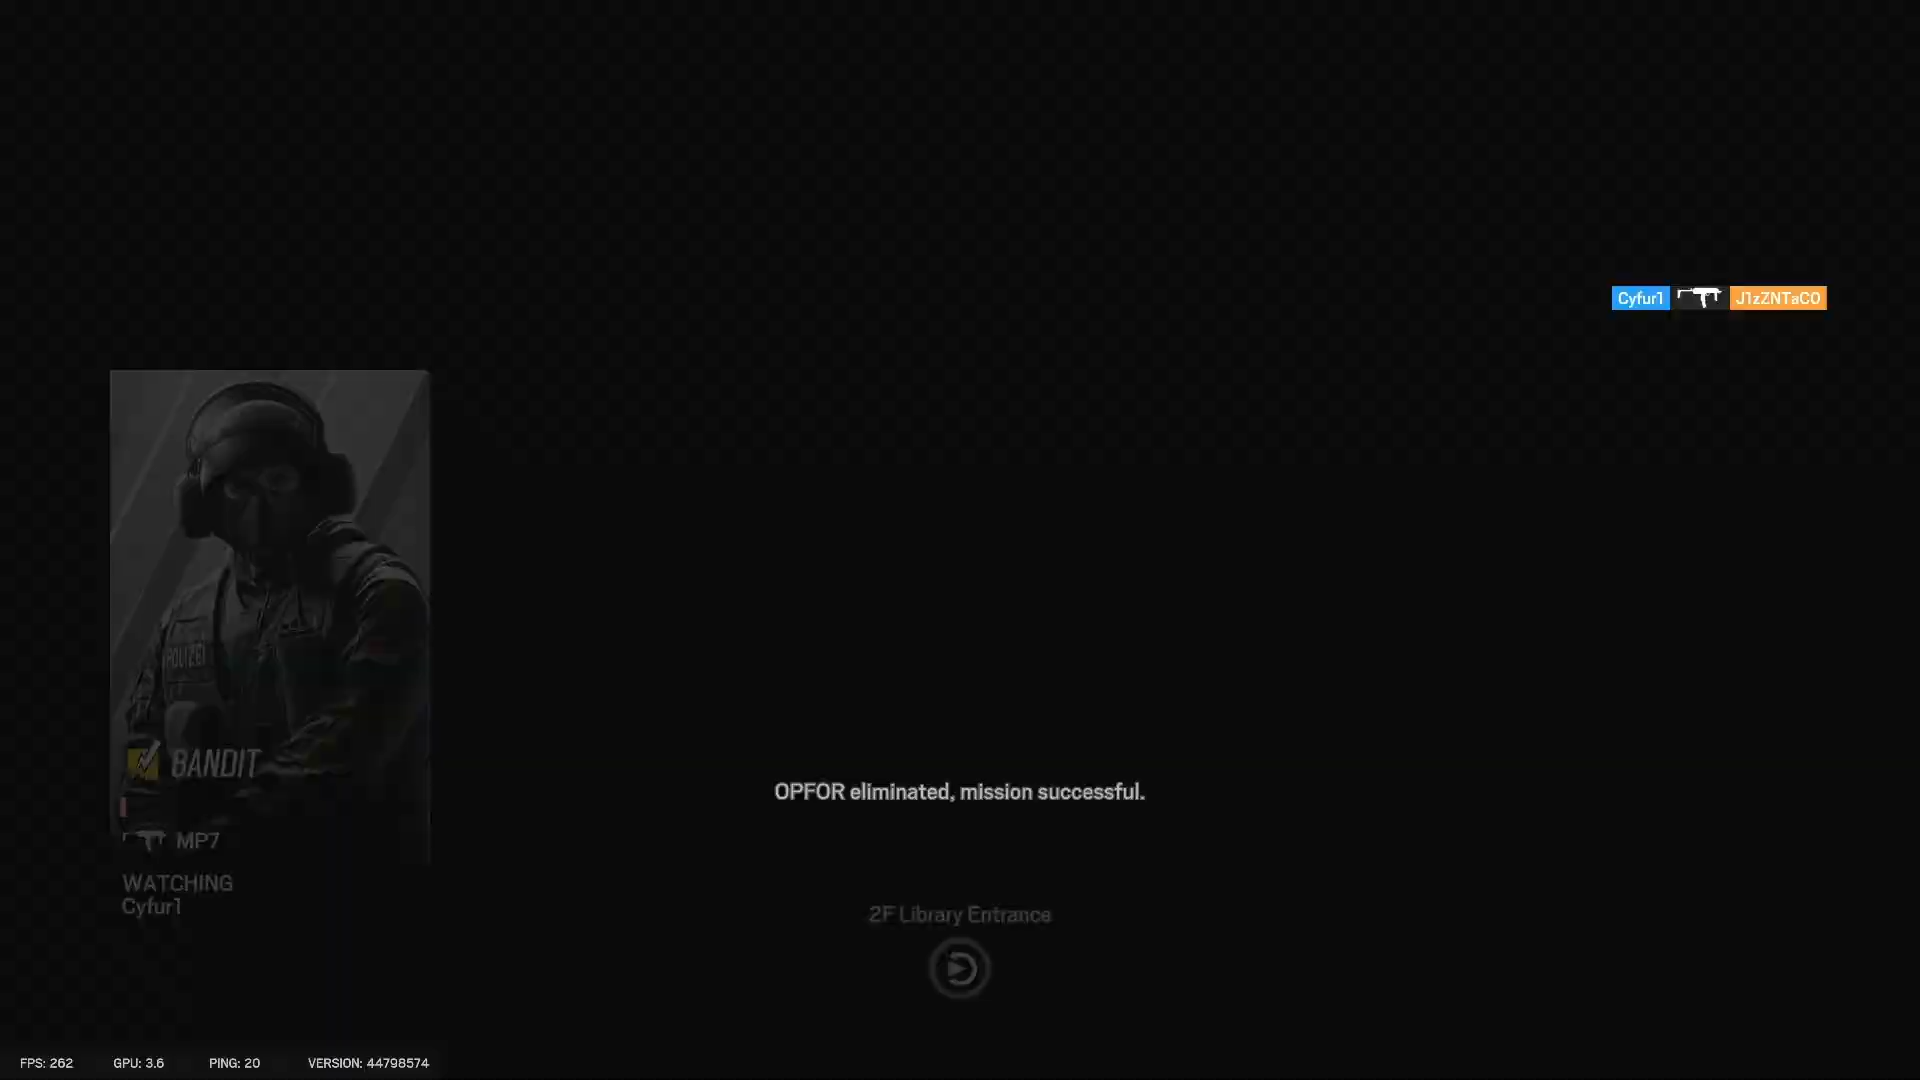 Cyfur1 J1zZNTaCO
POLIZEI
BANDIT
MP7
WATCHING
Cyfur1
OPFOR eliminated, mission successful.
2F Library Entrance
FPS: 262 GPU: 3.6 PING: 20 VERSION: 44798574